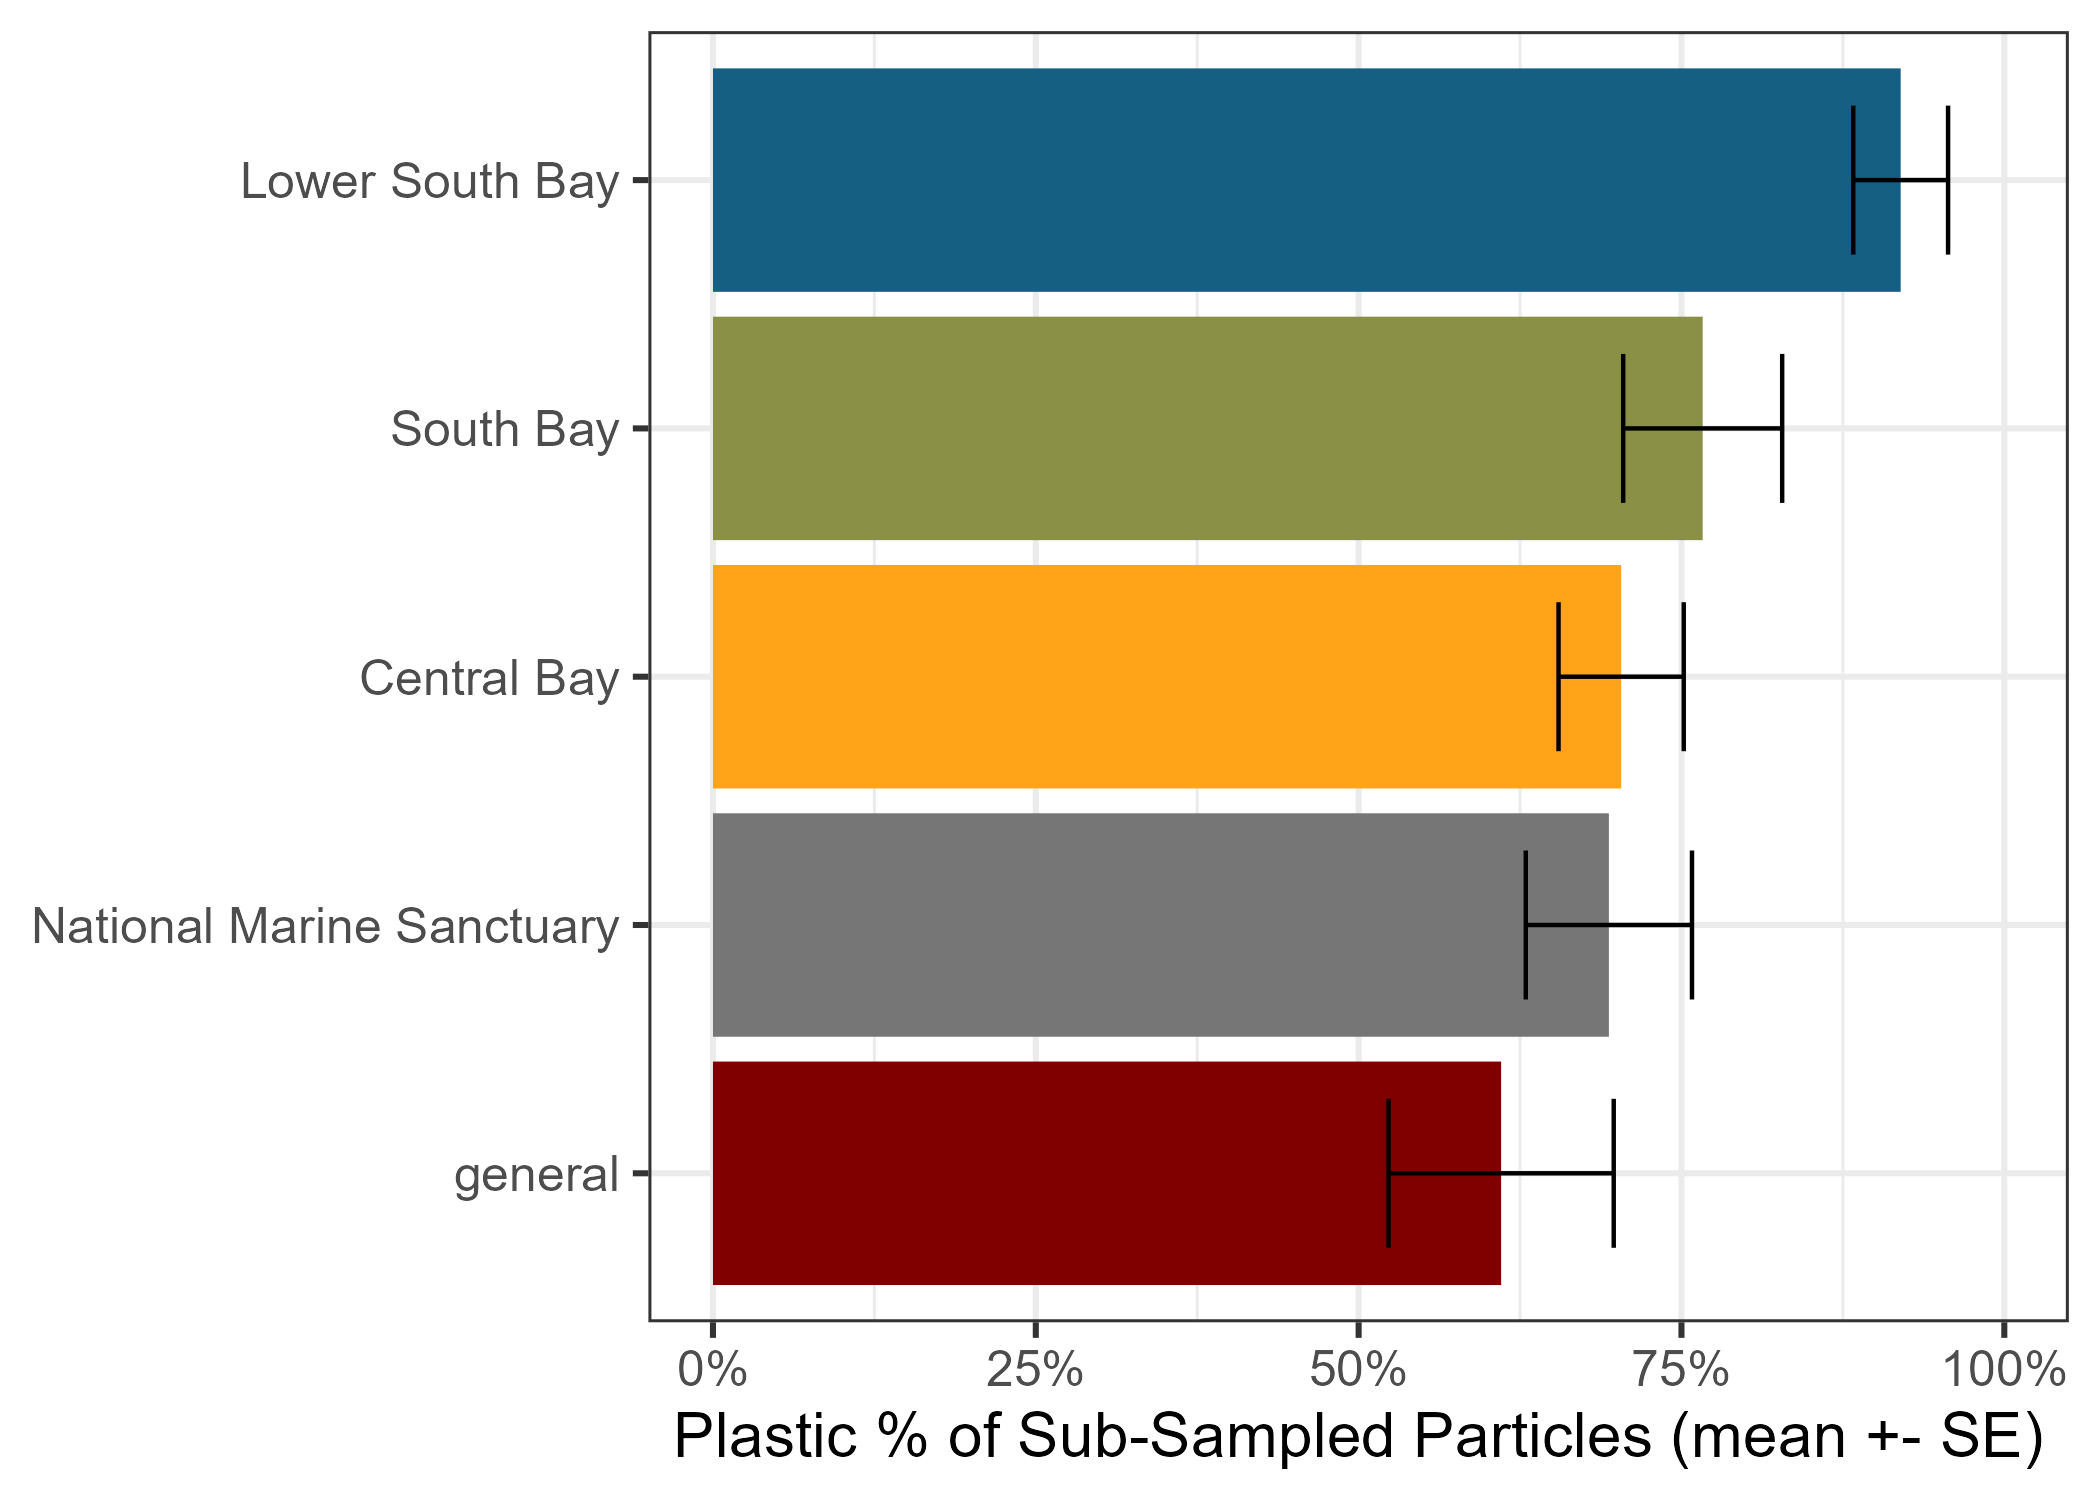 Lower South Bay
South Bay
Central Bay
National Marine Sanctuary
general
0% 25% 50% 75% 100%
Plastic % of Sub-Sampled Particles (mean +- SE)